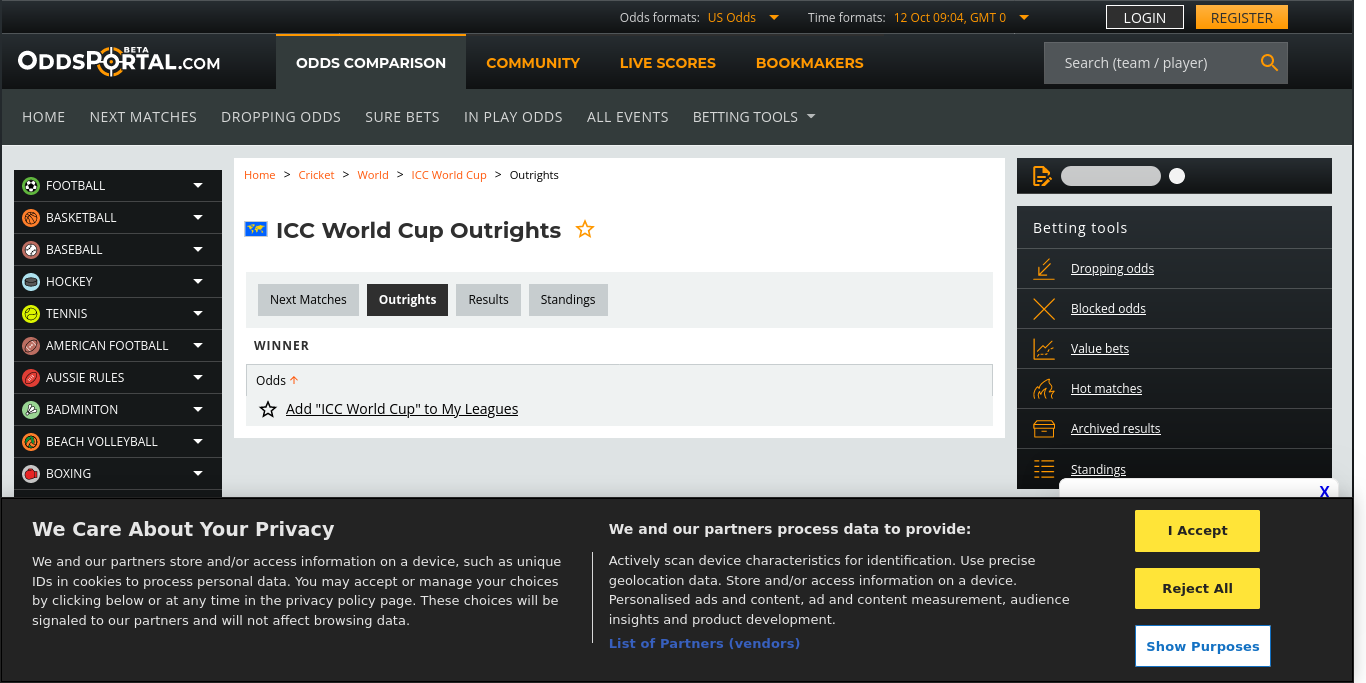 Odds formats: US Odds Time formats: 12 Oct 09:04, GMT 0 LOGIN REGISTER
ODDSPORTAL.COM BETA
ODDS COMPARISON COMMUNITY LIVE SCORES BOOKMAKERS Search (team / player)
HOME NEXT MATCHES DROPPING ODDS SURE BETS IN PLAY ODDS ALL EVENTS BETTING TOOLS
FOOTBALL
BASKETBALL
BASEBALL
HOCKEY
TENNIS
AMERICAN FOOTBALL
AUSSIE RULES
BADMINTON
BEACH VOLLEYBALL
BOXING
Home > Cricket > World > ICC World Cup > Outrights
ICC World Cup Outrights
Next Matches Outrights Results Standings
WINNER
Odds
Add "ICC World Cup" to My Leagues
Betting tools
Dropping odds
Blocked odds
Value bets
Hot matches
Archived results
Standings
X
We Care About Your Privacy
We and our partners store and/or access information on a device, such as unique
IDs in cookies to process personal data. You may accept or manage your choices
by clicking below or at any time in the privacy policy page. These choices will be
signaled to our partners and will not affect browsing data.
We and our partners process data to provide:
Actively scan device characteristics for identification. Use precise
geolocation data. Store and/or access information on a device.
Personalised ads and content, ad and content measurement, audience
insights and product development.
List of Partners (vendors)
I Accept
Reject All
Show Purposes